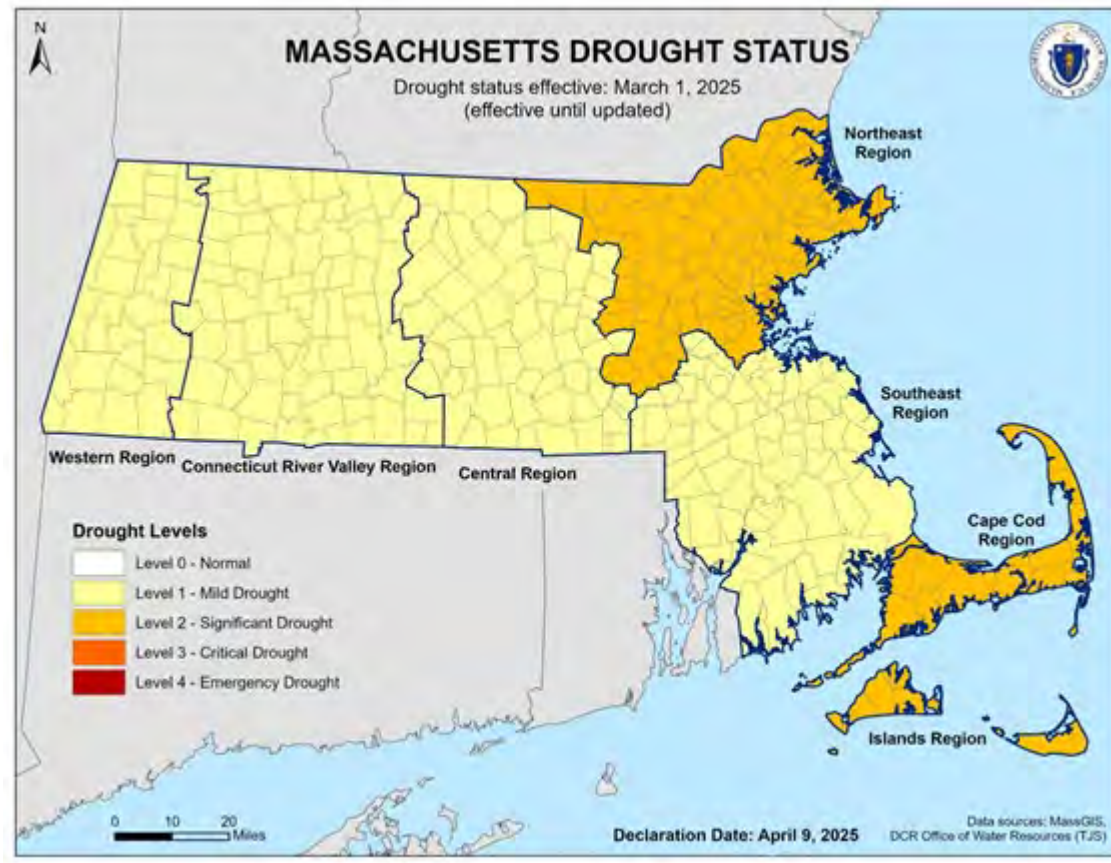 N
MASSACHUSETTS DROUGHT STATUS
Drought status effective: March 1, 2025
(effective until updated)
Northeast
Region
Southeast
Region
Western Region
Connecticut River Valley Region
Central Region
Cape Cod
Region
Drought Levels
Level 0 - Normal
Level 1 - Mild Drought
Level 2 - Significant Drought
Level 3 - Critical Drought
Level 4 - Emergency Drought
Islands Region
0 10 20
Miles
Declaration Date: April 9, 2025
Data sources: MassGIS,
DCR Office of Water Resources (TJS)